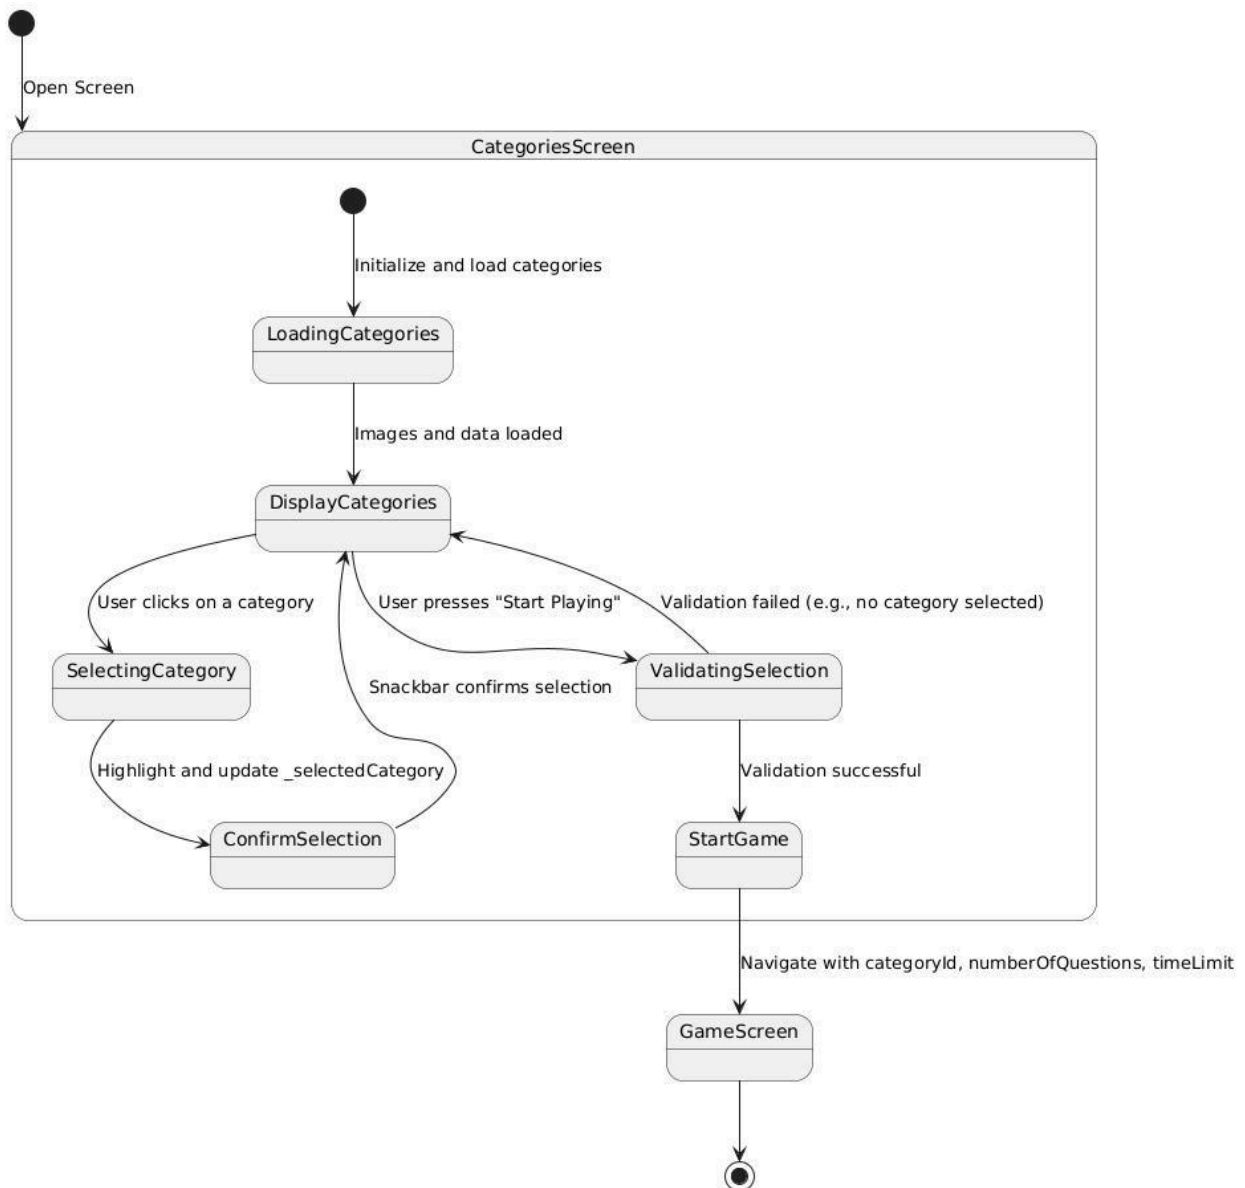 Open Screen
CategoriesScreen
Initialize and load categories
LoadingCategories
Images and data loaded
DisplayCategories
User clicks on a category
User presses "Start Playing"
Validation failed (e.g., no category selected)
SelectingCategory
Snackbar confirms selection
ValidatingSelection
Highlight and update _selectedCategory
Validation successful
ConfirmSelection
StartGame
Navigate with categoryId, numberOfQuestions, timeLimit
GameScreen